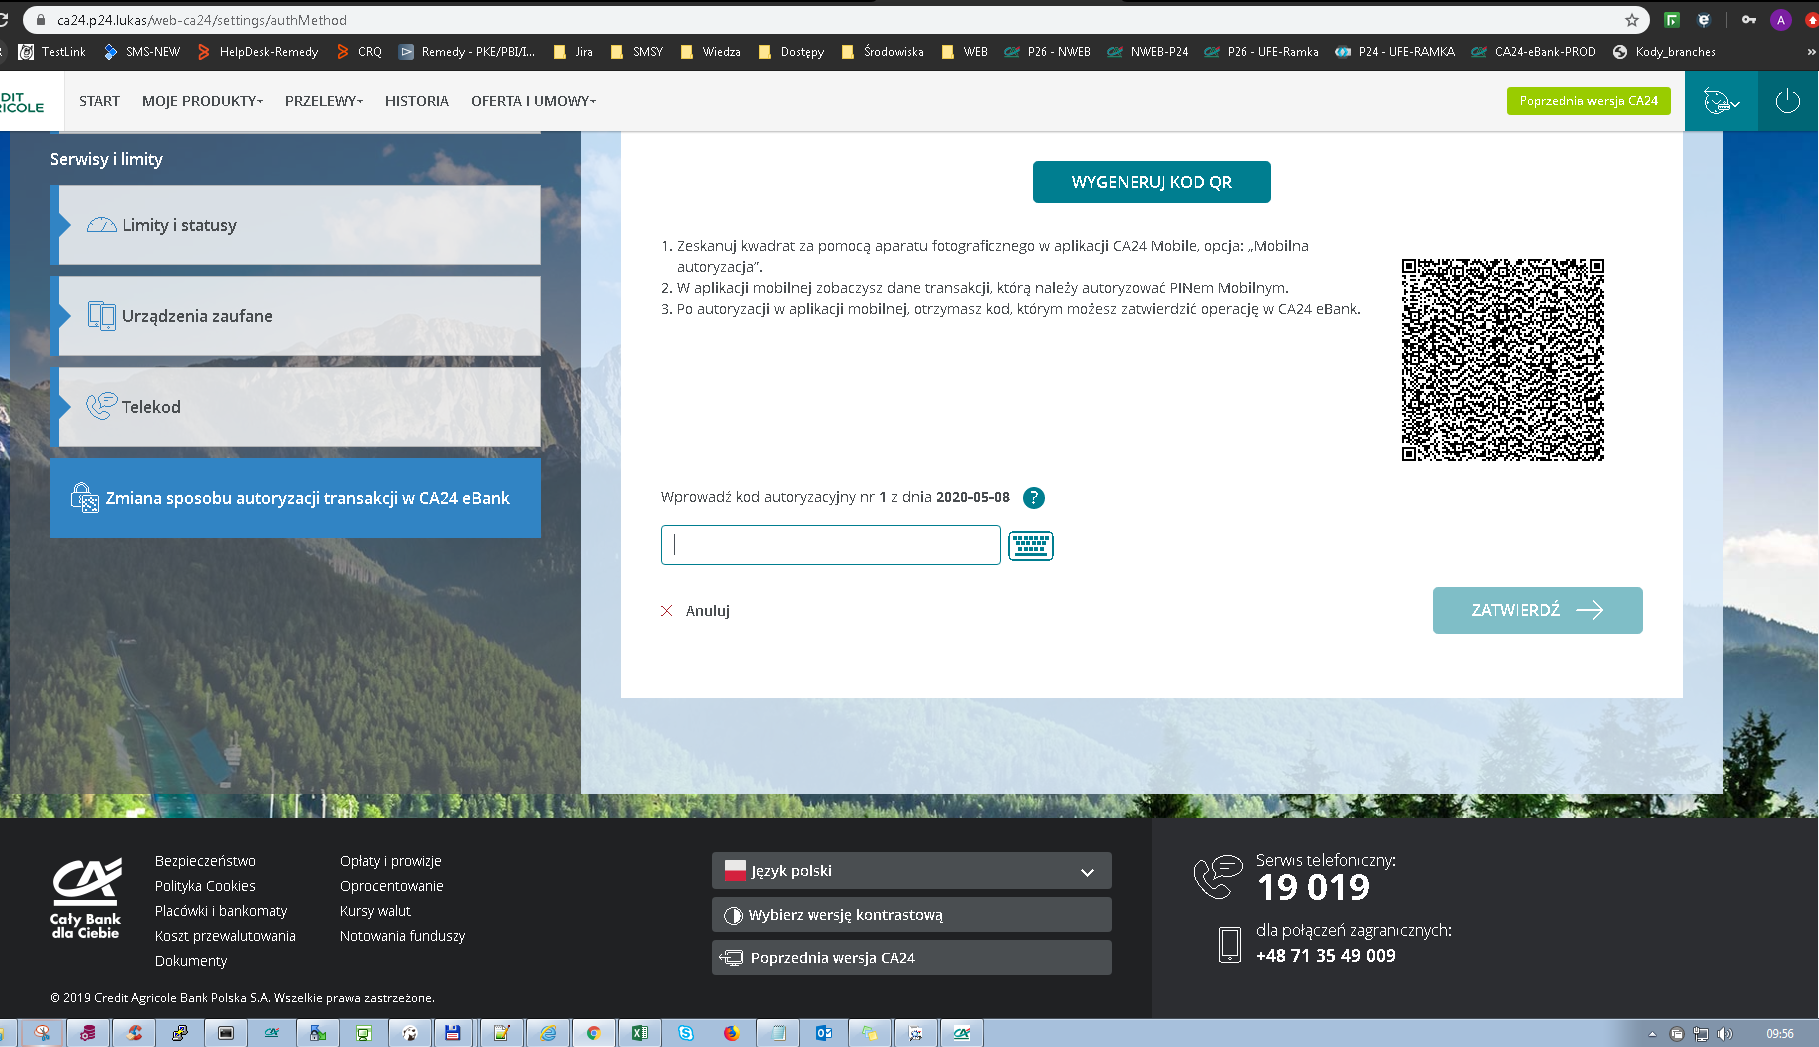 ca24.p24.lukas/web-ca24/settings/authMethod
A
TestLink SMS-NEW HelpDesk-Remedy CRQ Remedy - PKE/PBI/I... Jira SMSY Wiedza Dostępy Środowiska WEB P26 - NWEB NWEB-P24 P26 - UFE-Ramka P24 - UFE-RAMKA CA24-eBank-PROD Kody_branches »
DIT
RICOLE
START MOJE PRODUKTY PRZELEWY HISTORIA OFERTA I UMOWY Poprzednia wersja CA24
Serwisy i limity
Limity i statusy
Urządzenia zaufane
Telekod
Zmiana sposobu autoryzacji transakcji w CA24 eBank
WYGENERUJ KOD QR
1. Zeskanuj kwadrat za pomocą aparatu fotograficznego w aplikacji CA24 Mobile, opcja: „Mobilna
autoryzacja”.
2. W aplikacji mobilnej zobaczysz dane transakcji, którą należy autoryzować PINem Mobilnym.
3. Po autoryzacji w aplikacji mobilnej, otrzymasz kod, którym możesz zatwierdzić operację w CA24 eBank.
Wprowadź kod autoryzacyjny nr 1 z dnia 2020-05-08 ?
Anuluj
ZATWIERDŹ
CA
Cały Bank
dla Ciebie
Bezpieczeństwo
Polityka Cookies
Placówki i bankomaty
Koszt przewalutowania
Dokumenty
Opłaty i prowizje
Oprocentowanie
Kursy walut
Notowania funduszy
© 2019 Credit Agricole Bank Polska S.A. Wszelkie prawa zastrzeżone.
Język polski
Wybierz wersję kontrastową
Poprzednia wersja CA24
Serwis telefoniczny:
19 019
dla połączeń zagranicznych:
+48 71 35 49 009
09:56